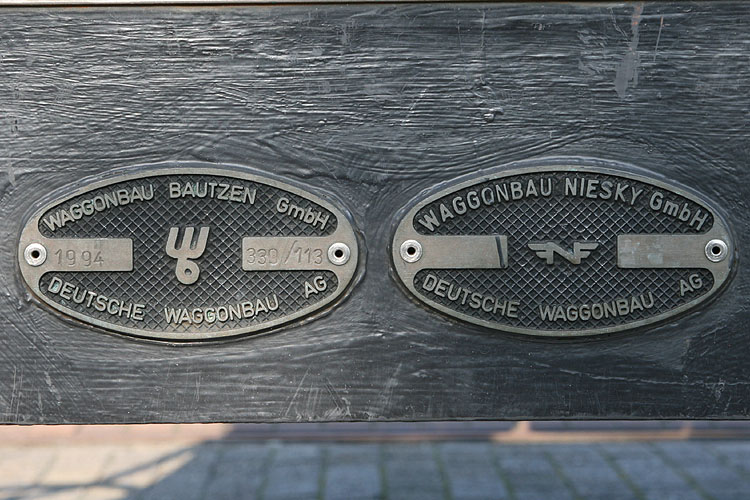 WAGGONBAU BAUTZEN GmbH
1994
330/113
DEUTSCHE WAGGONBAU AG
WAGGONBAU NIESKY GmbH
N
DEUTSCHE WAGGONBAU AG